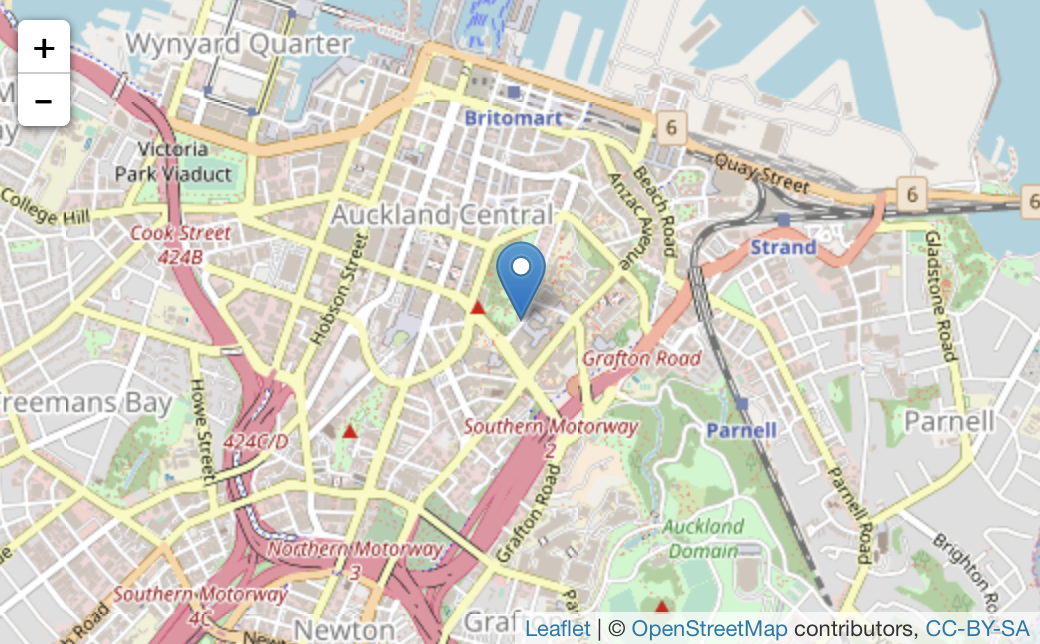 +
−
Wynyard Quarter
Britomart
6
Victoria
Park Viaduct
Quay Street
6
6
College Hill
Beach Road
Anzac Avenue
Auckland Central
Cook Street
424B
Strand
Hobson Street
Gladstone Road
Grafton Road
reemans Bay
Howe Street
Southern Motorway
2
Parnell
Parnell
424C/D
Parnell Road
Grafton Road
Auckland
Domain
Northern Motorway
3
Brighton Ro
Southern Motorway
4C
Newton
Graf
Leaflet | © OpenStreetMap contributors, CC-BY-SA